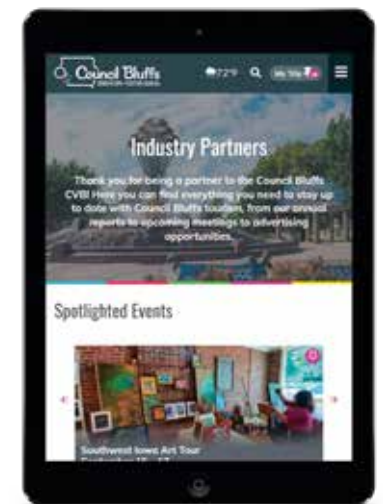 Council Bluffs
72°F
My Trip
Industry Partners
Thank you for being a partner to the Council Bluffs
CVB! Here you can find everything you need to stay up
to date with Council Bluffs tourism, from our annual
reports to upcoming meetings to advertising
opportunities.
Spotlighted Events
Southwest Iowa Art Tour